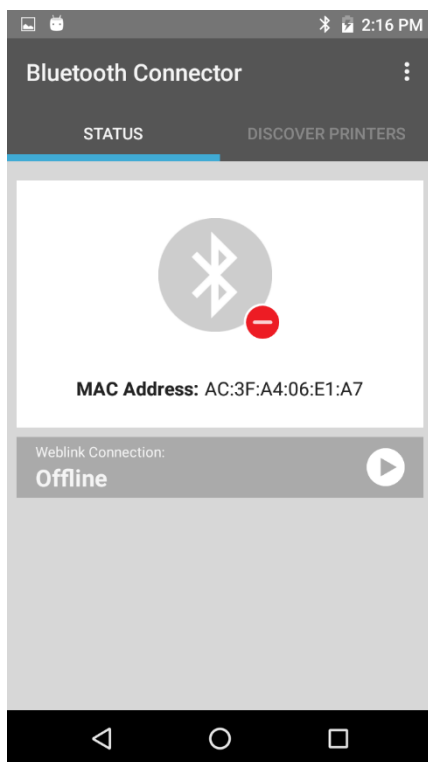 2:16 PM
Bluetooth Connector
STATUS
DISCOVER PRINTERS
MAC Address: AC:3F:A4:06:E1:A7
Weblink Connection:
Offline